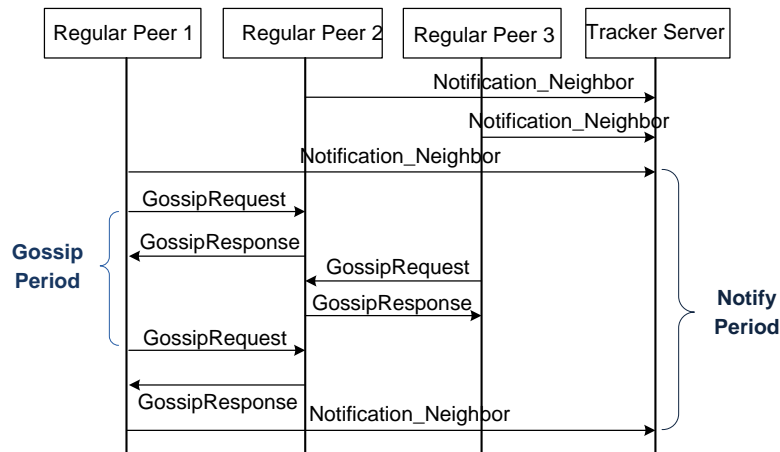 Regular Peer 1
Regular Peer 2
Regular Peer 3
Tracker Server
Notification_Neighbor
Notification_Neighbor
Notification_Neighbor
GossipRequest
GossipResponse
Gossip
Period
GossipRequest
GossipResponse
Notify
Period
GossipRequest
GossipResponse
Notification_Neighbor